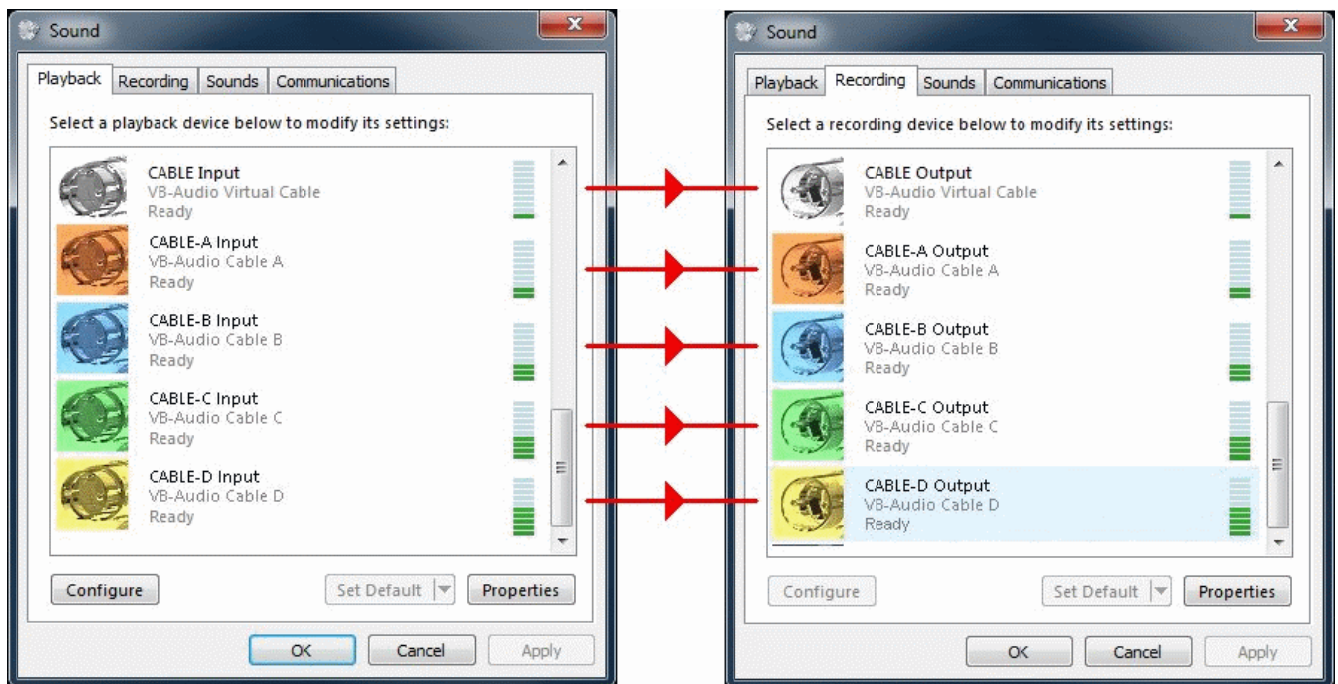 Sound
Playback Recording Sounds Communications
Select a playback device below to modify its settings:
CABLE Input
VB-Audio Virtual Cable
Ready
CABLE-A Input
VB-Audio Cable A
Ready
CABLE-B Input
VB-Audio Cable B
Ready
CABLE-C Input
VB-Audio Cable C
Ready
CABLE-D Input
VB-Audio Cable D
Ready
Configure Set Default Properties
OK Cancel Apply
Sound
Playback Recording Sounds Communications
Select a recording device below to modify its settings:
CABLE Output
VB-Audio Virtual Cable
Ready
CABLE-A Output
VB-Audio Cable A
Ready
CABLE-B Output
VB-Audio Cable B
Ready
CABLE-C Output
VB-Audio Cable C
Ready
CABLE-D Output
VB-Audio Cable D
Ready
Configure Set Default Properties
OK Cancel Apply